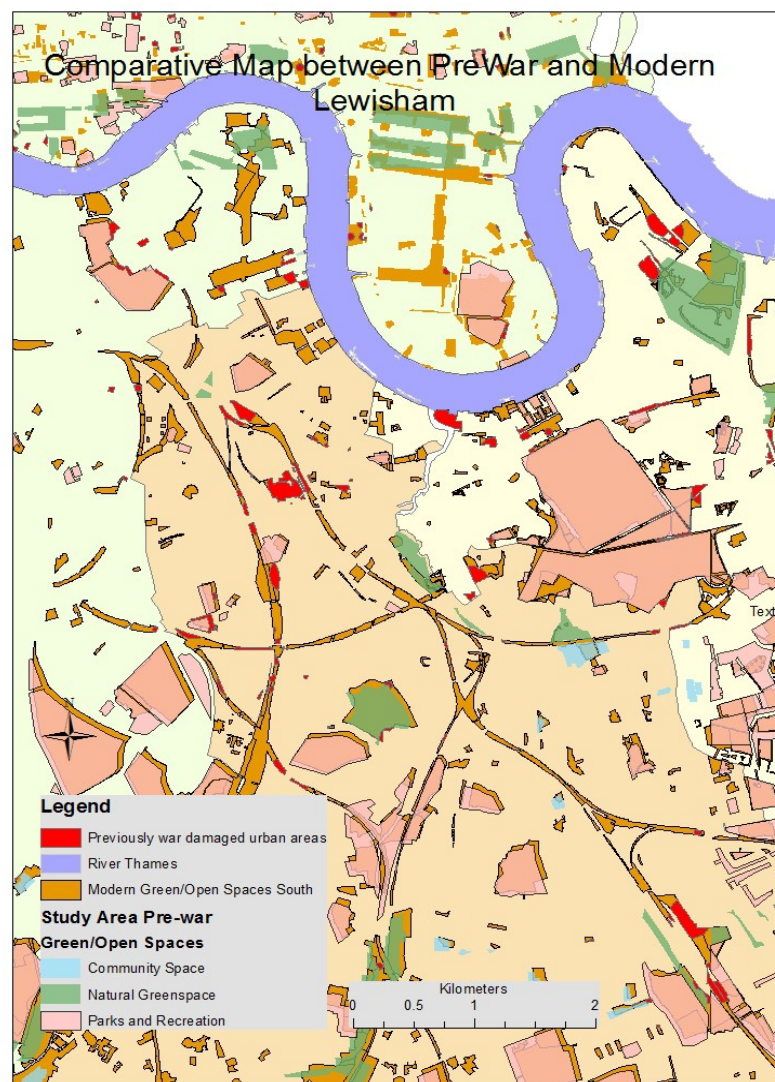 Comparative Map between PreWar and Modern
Lewisham
Text
Legend
Previously war damaged urban areas
River Thames
Modern Green/Open Spaces South
Study Area Pre-war
Green/Open Spaces
Community Space
Natural Greenspace
Parks and Recreation
Kilometers
0 0.5 1 2